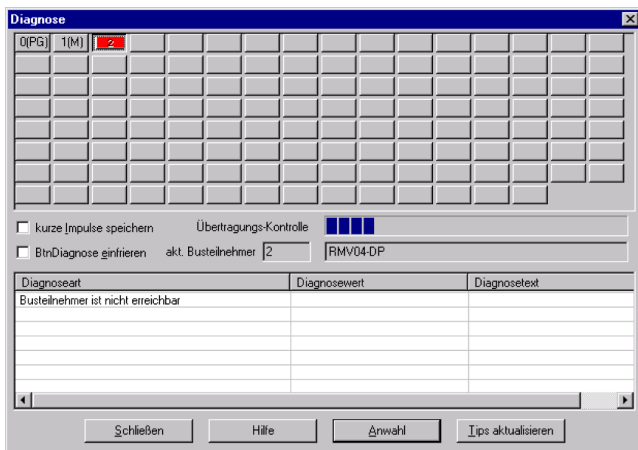 Diagnose
0(PG) 1(M) 2
kurze Impulse speichern Übertragungs-Kontrolle
BtnDiagnose einfrieren akt. Busteilnehmer 2 RMV04-DP
Diagnoseart Diagnosewert Diagnosetext
Busteilnehmer ist nicht erreichbar
Schließen Hilfe Anwahl Tips aktualisieren